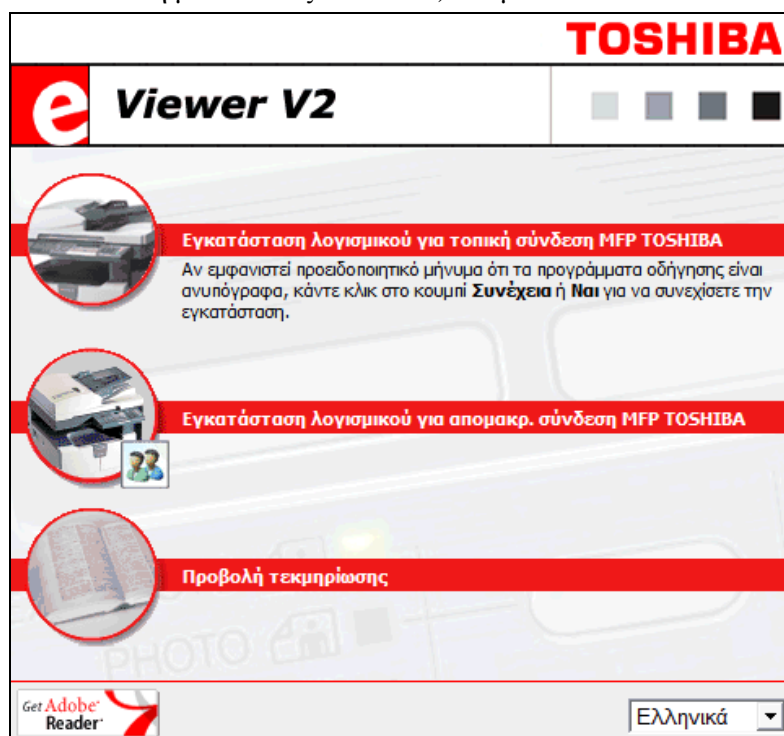 TOSHIBA
e Viewer V2
Εγκατάσταση λογισμικού για τοπική σύνδεση MFP TOSHIBA
Αν εμφανιστεί προειδοποιητικό μήνυμα ότι τα προγράμματα οδήγησης είναι
ανυπόγραφα, κάντε κλικ στο κουμπί Συνέχεια ή Ναι για να συνεχίσετε την
εγκατάσταση.
Εγκατάσταση λογισμικού για απομακρ. σύνδεση MFP TOSHIBA
Προβολή τεκμηρίωσης
PHOTO
Get Adobe
Reader
Ελληνικά